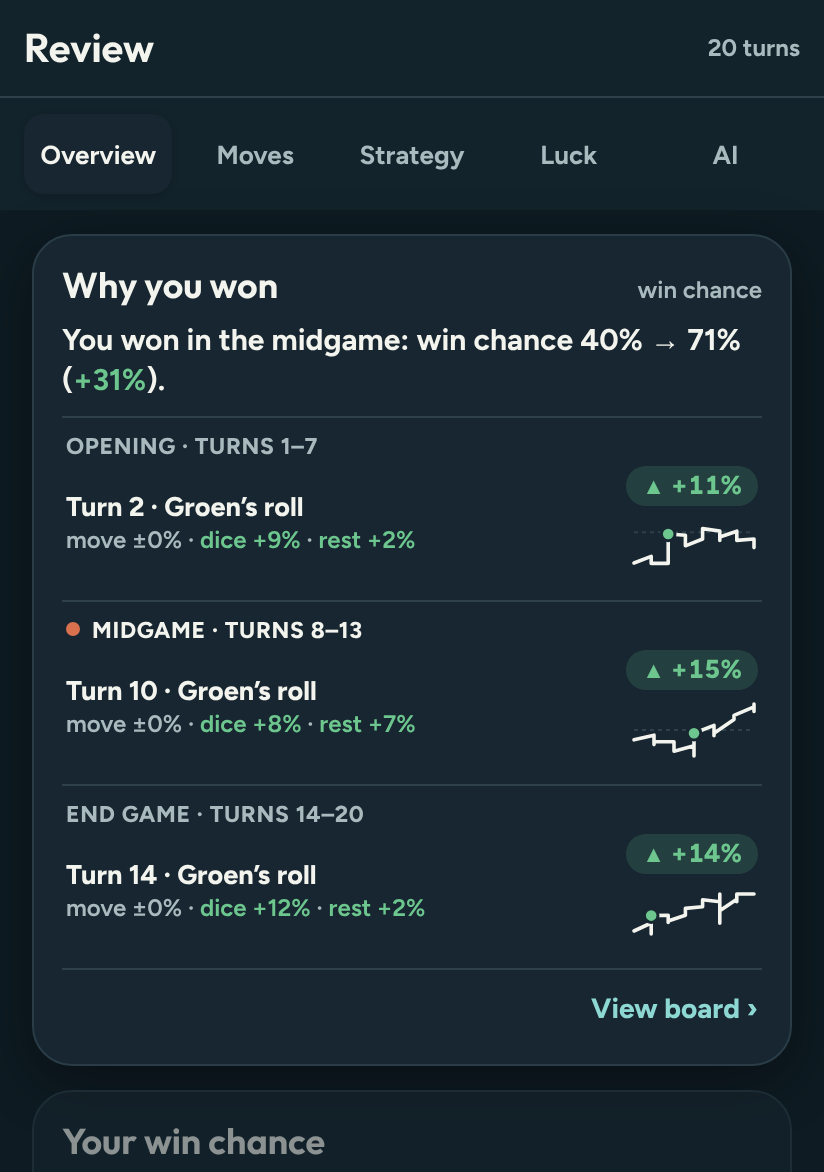 Review
20 turns
Overview
Moves
Strategy
Luck
AI
Why you won
win chance
You won in the midgame: win chance 40% → 71%
(+31%).
OPENING · TURNS 1–7
▲ +11%
Turn 2 · Groen’s roll
move ±0% · dice +9% · rest +2%
MIDGAME · TURNS 8–13
▲ +15%
Turn 10 · Groen’s roll
move ±0% · dice +8% · rest +7%
END GAME · TURNS 14–20
▲ +14%
Turn 14 · Groen’s roll
move ±0% · dice +12% · rest +2%
View board ›
Your win chance